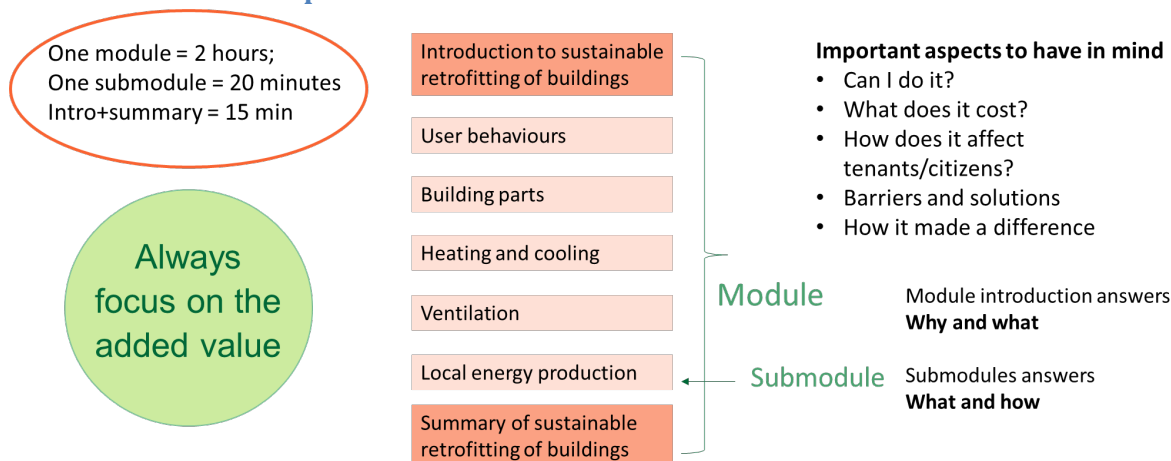 One module = 2 hours;
One submodule = 20 minutes
Intro+summary = 15 min
Always
focus on the
added value
Introduction to sustainable
retrofitting of buildings
User behaviours
Building parts
Heating and cooling
Ventilation
Local energy production
Summary of sustainable
retrofitting of buildings
Module
Submodule
Important aspects to have in mind
• Can I do it?
• What does it cost?
• How does it affect
tenants/citizens?
• Barriers and solutions
• How it made a difference
Module introduction answers
Why and what
Submodules answers
What and how